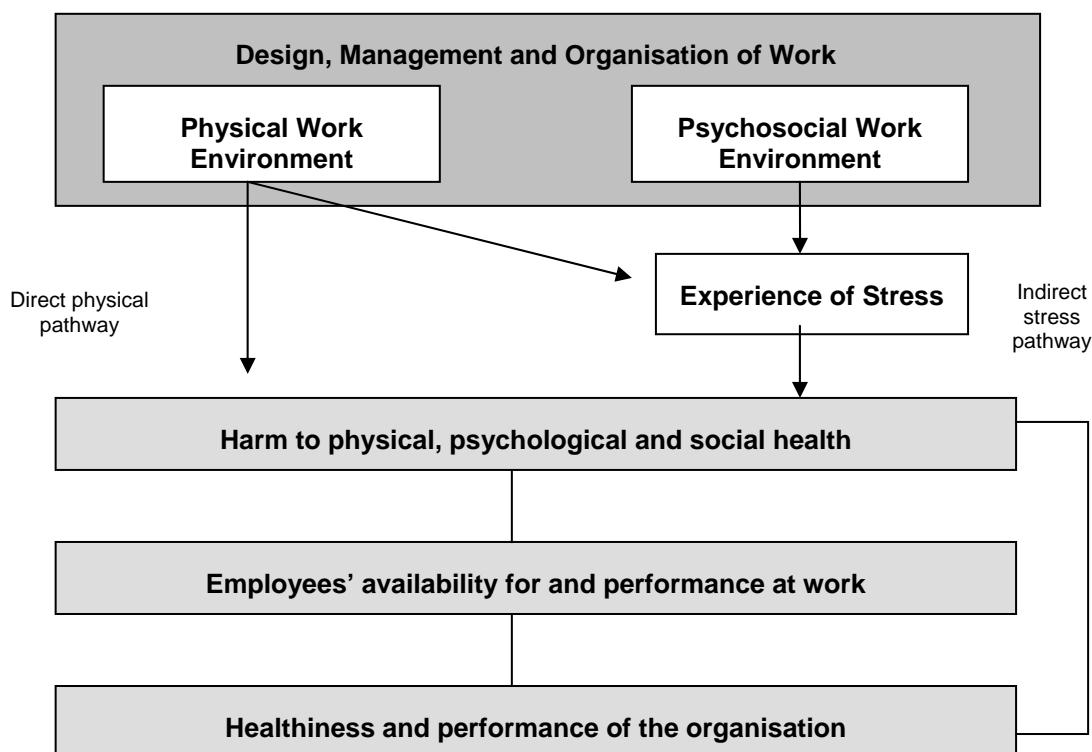 Design, Management and Organisation of Work
Physical Work
Environment
Psychosocial Work
Environment
Experience of Stress
Direct physical
pathway
Indirect
stress
pathway
Harm to physical, psychological and social health
Employees’ availability for and performance at work
Healthiness and performance of the organisation